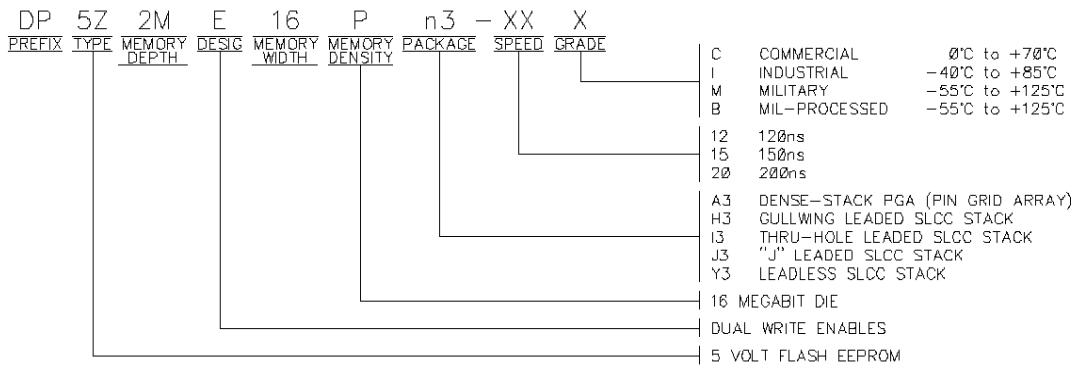 DP 5Z 2M E 16 P n3 -XX X
PREFIX TYPE MEMORY DEPTH DESIG MEMORY WIDTH MEMORY DENSITY PACKAGE SPEED GRADE
C COMMERCIAL 0°C to +70°C
I INDUSTRIAL -40°C to +85°C
M MILITARY -55°C to +125°C
B MIL-PROCESSED -55°C to +125°C
12 120ns
15 150ns
20 200ns
A3 DENSE-STACK PGA (PIN GRID ARRAY)
H3 GULLWING LEADED SLCC STACK
I3 THRU-HOLE LEADED SLCC STACK
J3 "J" LEADED SLCC STACK
Y3 LEADLESS SLCC STACK
16 MEGABIT DIE
DUAL WRITE ENABLES
5 VOLT FLASH EEPROM